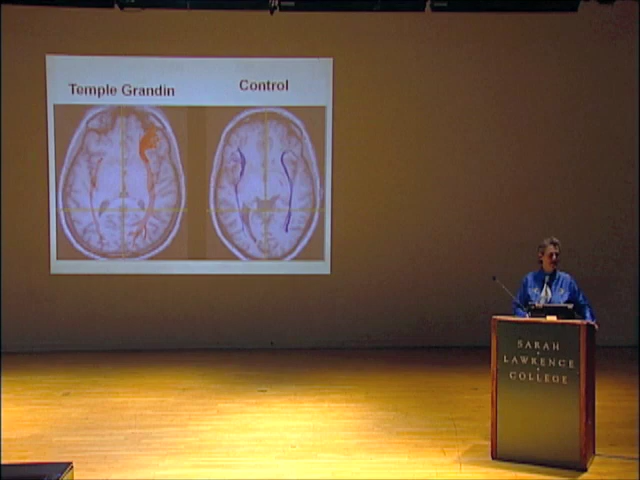 Temple Grandin
Control
SARAH
LAWRENCE
COLLEGE